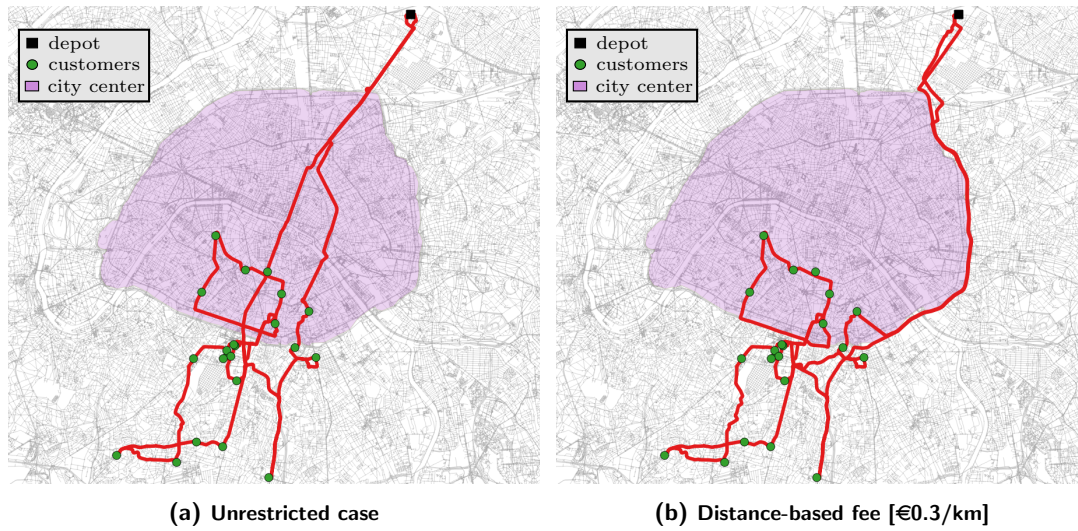 depot
customers
city center
depot
customers
city center
(a) Unrestricted case
(b) Distance-based fee [€0.3/km]